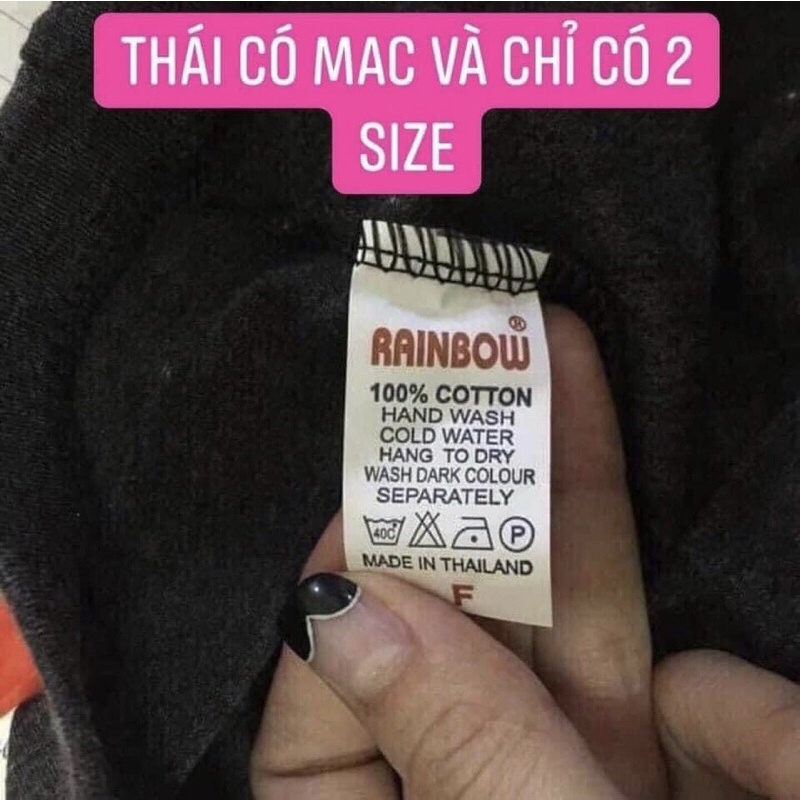 THÁI CÓ MAC VÀ CHỈ CÓ 2
SIZE
RAINBOW®
100% COTTON
HAND WASH
COLD WATER
HANG TO DRY
WASH DARK COLOUR
SEPARATELY
40C P
MADE IN THAILAND
F